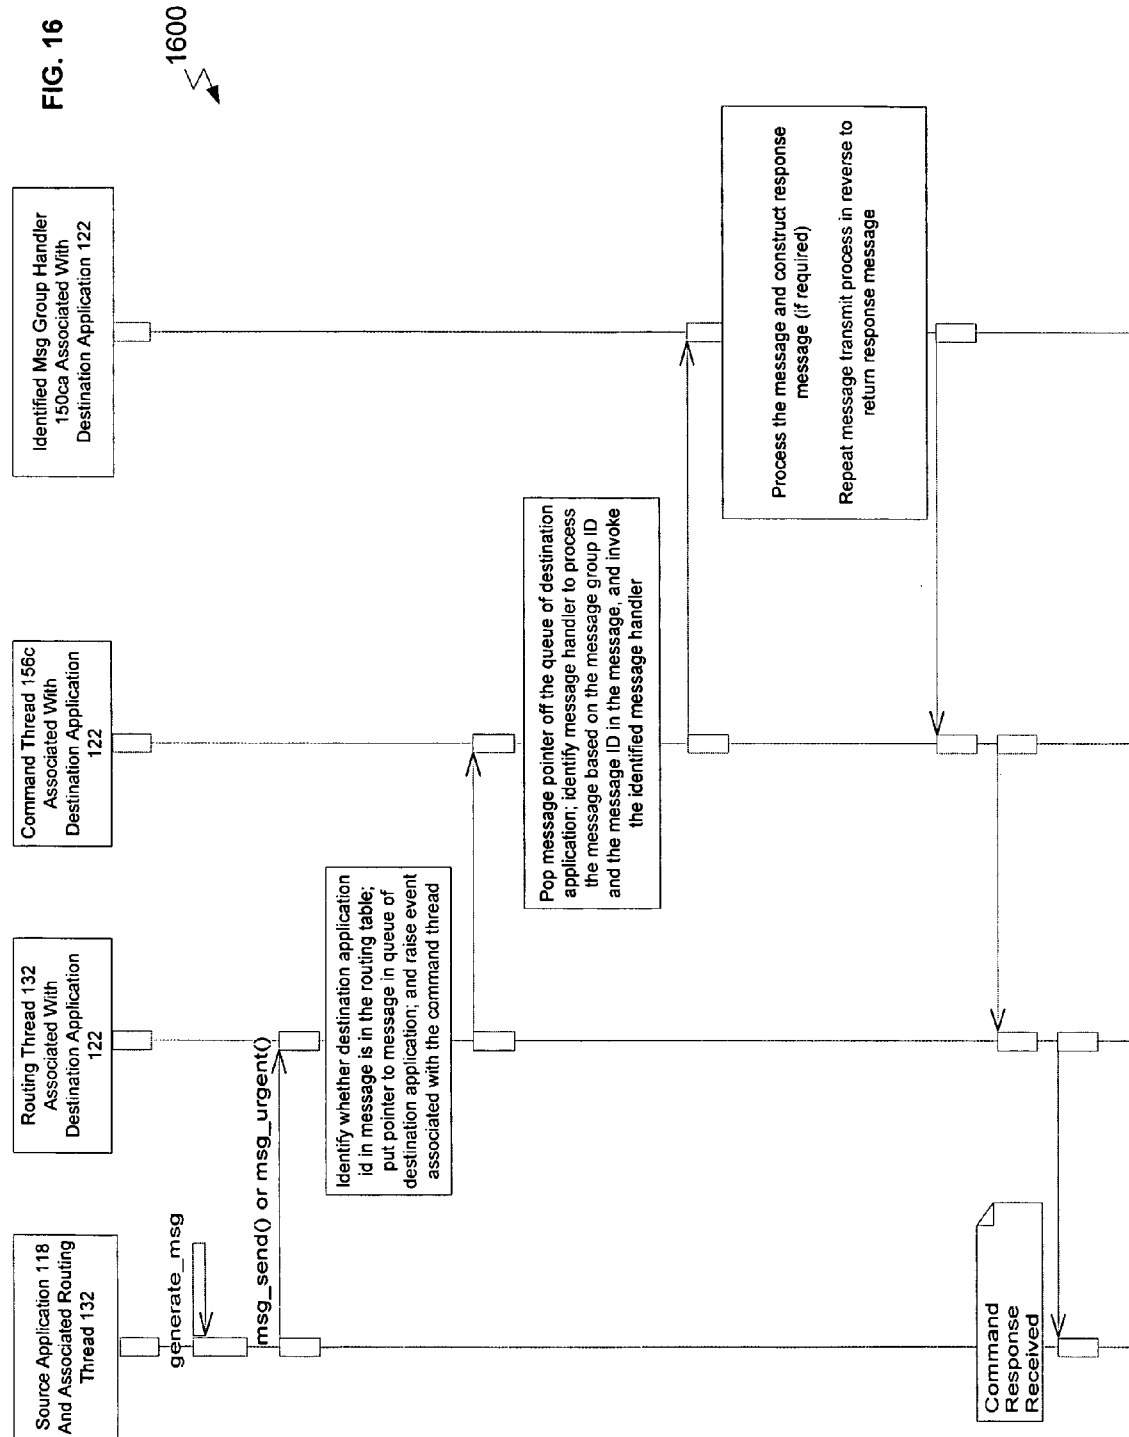 FIG. 16
1600
Source Application 118
And Associated Routing
Thread 132
Routing Thread 132
Associated With
Destination Application
122
Command Thread 156c
Associated With
Destination Application
122
Identified Msg Group Handler
150ca Associated With
Destination Application 122
generate_msg
msg_send() or msg_urgent()
Identify whether destination application
id in message is in the routing table;
put pointer to message in queue of
destination application; and raise event
associated with the command thread
Pop message pointer off the queue of destination
application; identify message handler to process
the message based on the message group ID
and the message ID in the message, and invoke
the identified message handler
Process the message and construct response
message (if required)
Repeat message transmit process in reverse to
return response message
Command
Response
Received